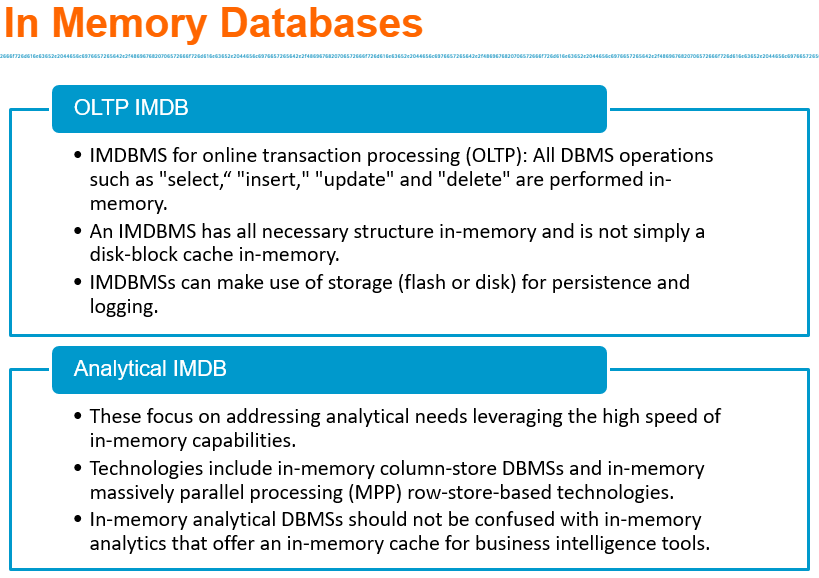 In Memory Databases
OLTP IMDB
• IMDBMS for online transaction processing (OLTP): All DBMS operations
such as "select,“ "insert," "update" and "delete" are performed in-
memory.
• An IMDBMS has all necessary structure in-memory and is not simply a
disk-block cache in-memory.
• IMDBMSs can make use of storage (flash or disk) for persistence and
logging.
Analytical IMDB
• These focus on addressing analytical needs leveraging the high speed of
in-memory capabilities.
• Technologies include in-memory column-store DBMSs and in-memory
massively parallel processing (MPP) row-store-based technologies.
• In-memory analytical DBMSs should not be confused with in-memory
analytics that offer an in-memory cache for business intelligence tools.